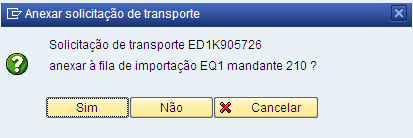 Anexar solicitação de transporte
Solicitação de transporte ED1K905726
anexar à fila de importação EQ1 mandante 210 ?
Sim Não Cancelar